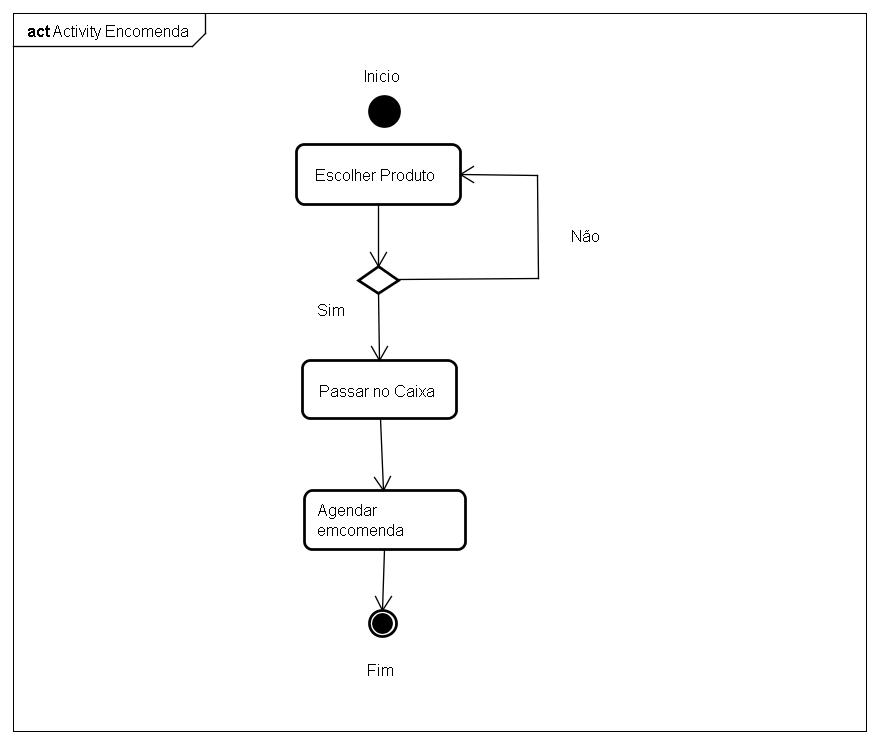 act Activity Encomenda
Inicio
Escolher Produto
Não
Sim
Passar no Caixa
Agendar
emcomenda
Fim